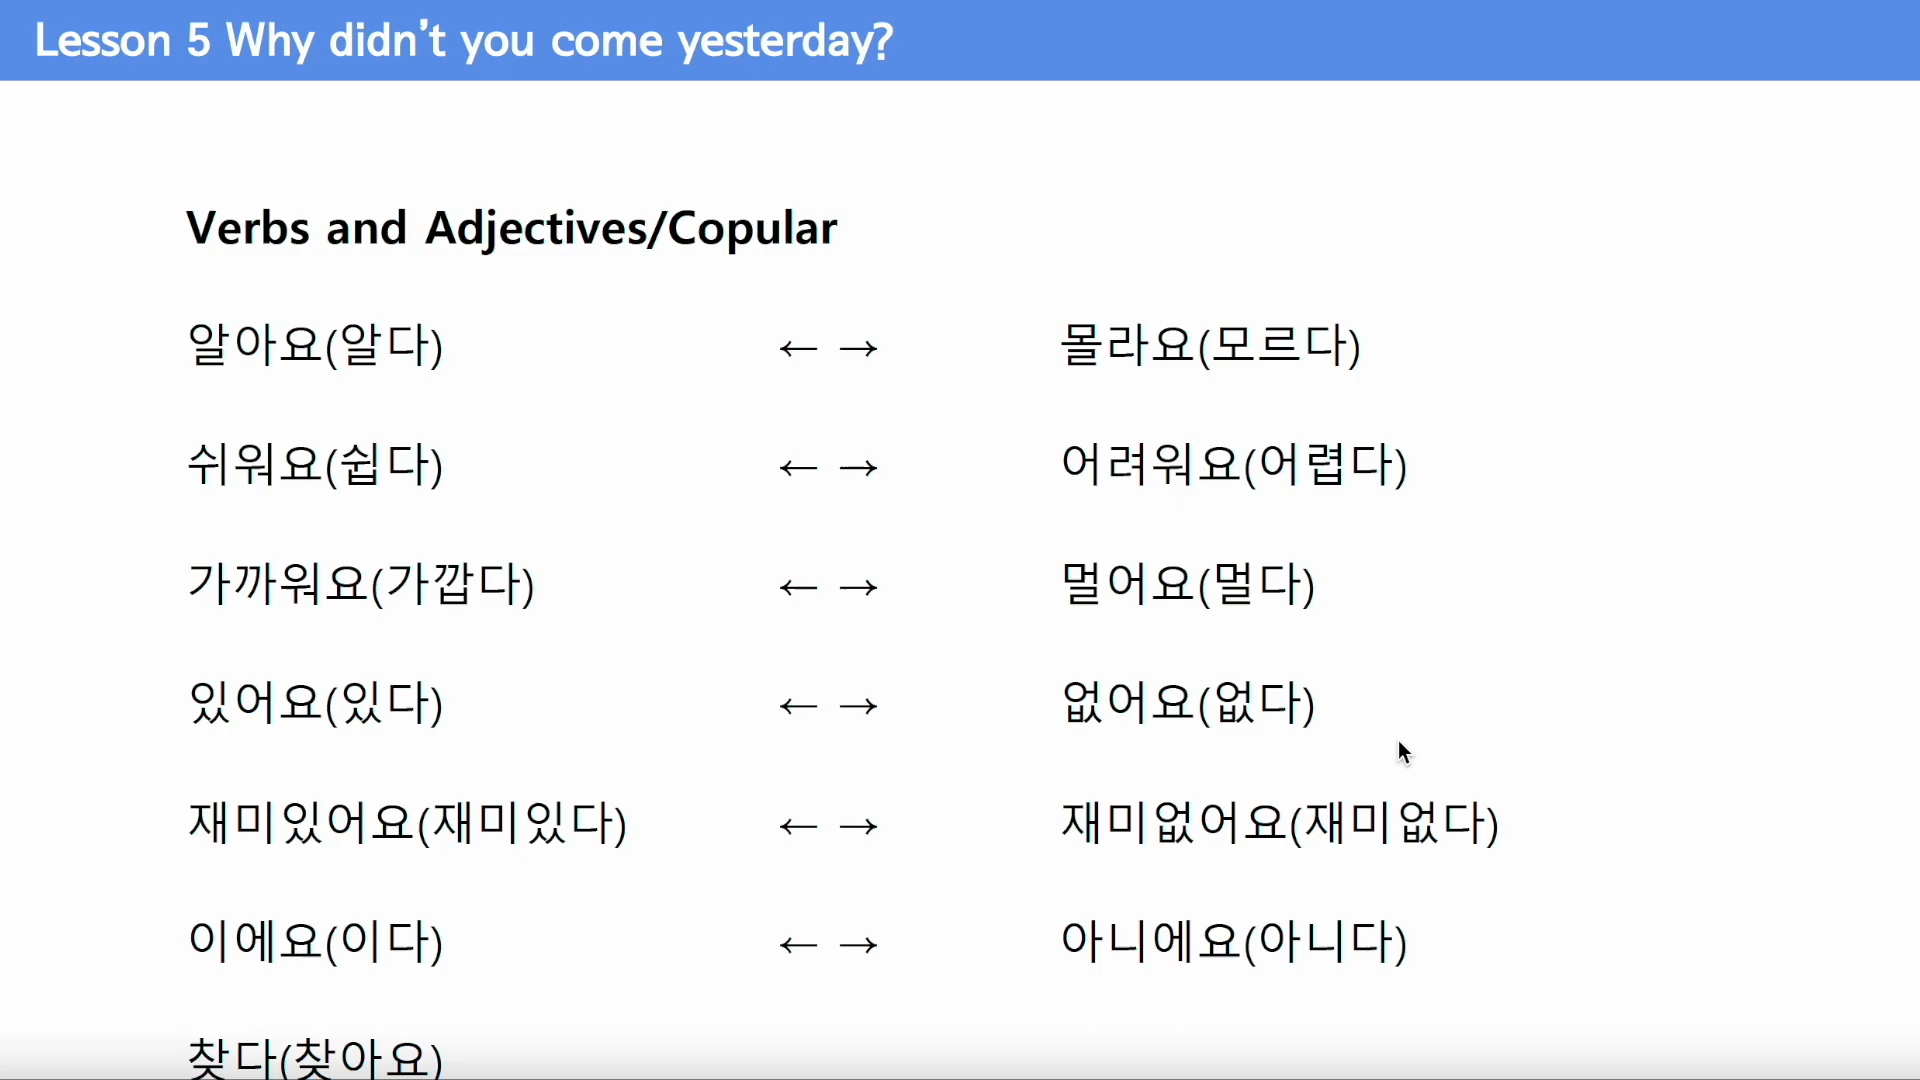 Lesson 5 Why didn't you come yesterday?
Verbs and Adjectives/Copular
알아요(알다) ← → 몰라요(모르다)
쉬워요(쉽다) ← → 어려워요(어렵다)
가까워요(가깝다) ← → 멀어요(멀다)
있어요(있다) ← → 없어요(없다)
재미있어요(재미있다) ← → 재미없어요(재미없다)
이에요(이다) ← → 아니에요(아니다)
찾다(찾아요)